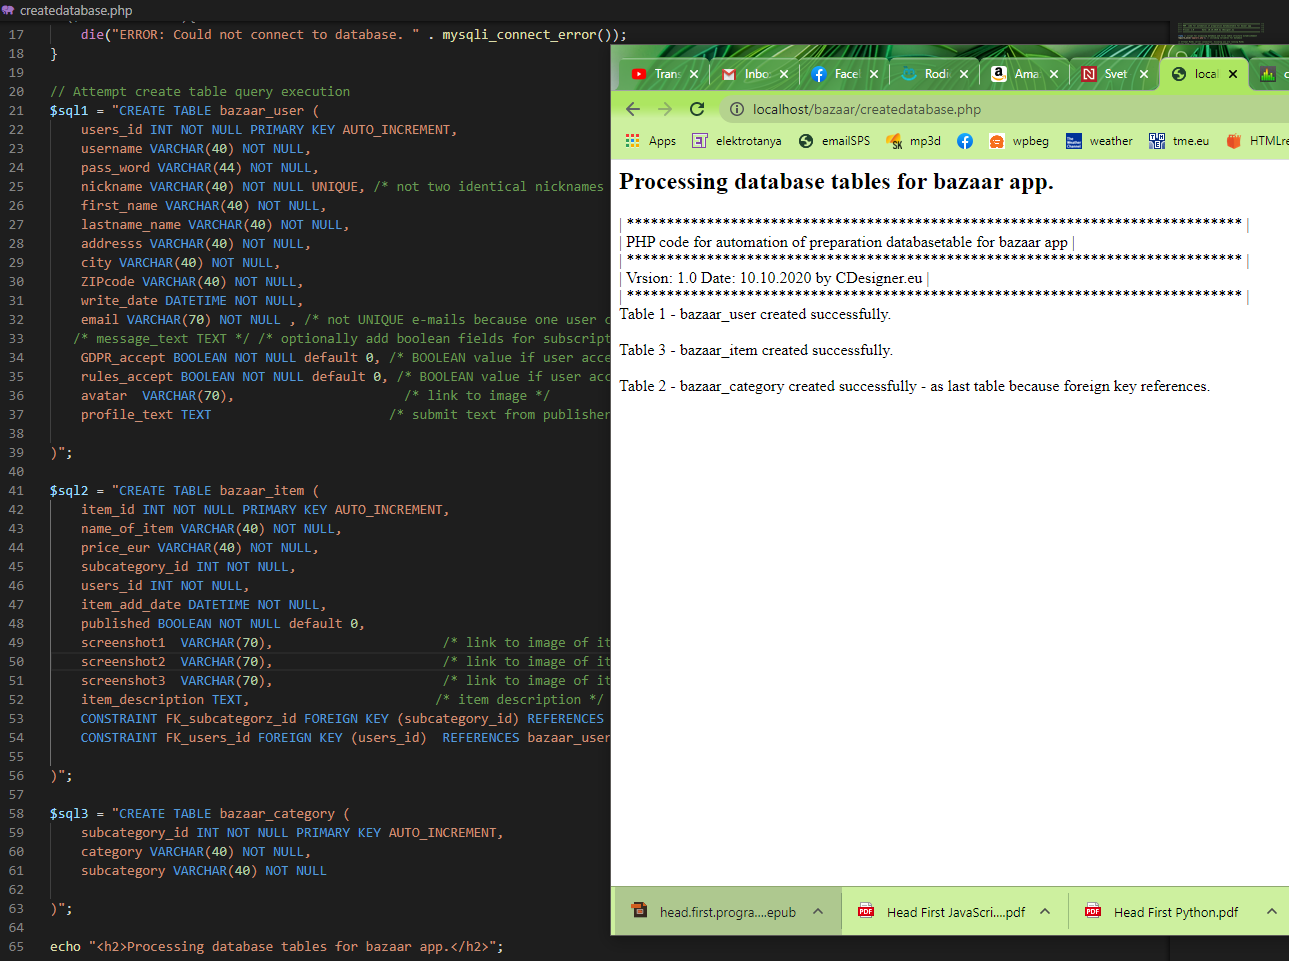 createdatabase.php
17 die("ERROR: Could not connect to database. " . mysqli_connect_error());
18 }
19
20 // Attempt create table query execution
21 $sql1 = "CREATE TABLE bazaar_user (
22 users_id INT NOT NULL PRIMARY KEY AUTO_INCREMENT,
23 username VARCHAR(40) NOT NULL,
24 pass_word VARCHAR(44) NOT NULL,
25 nickname VARCHAR(40) NOT NULL UNIQUE, /* not two identical nicknames
26 first_name VARCHAR(40) NOT NULL,
27 lastname_name VARCHAR(40) NOT NULL,
28 addresss VARCHAR(40) NOT NULL,
29 city VARCHAR(40) NOT NULL,
30 ZIPcode VARCHAR(40) NOT NULL,
31 write_date DATETIME NOT NULL,
32 email VARCHAR(70) NOT NULL , /* not UNIQUE e-mails because one user c
33 /* message_text TEXT */ /* optionally add boolean fields for subscript
34 GDPR_accept BOOLEAN NOT NULL default 0, /* BOOLEAN value if user acce
35 rules_accept BOOLEAN NOT NULL default 0, /* BOOLEAN value if user acc
36 avatar VARCHAR(70), /* link to image */
37 profile_text TEXT /* submit text from publisher
38
39 )";
40
41 $sql2 = "CREATE TABLE bazaar_item (
42 item_id INT NOT NULL PRIMARY KEY AUTO_INCREMENT,
43 name_of_item VARCHAR(40) NOT NULL,
44 price_eur VARCHAR(40) NOT NULL,
45 subcategory_id INT NOT NULL,
46 users_id INT NOT NULL,
47 item_add_date DATETIME NOT NULL,
48 published BOOLEAN NOT NULL default 0,
49 screenshot1 VARCHAR(70), /* link to image of it
50 screenshot2 VARCHAR(70), /* link to image of it
51 screenshot3 VARCHAR(70), /* link to image of it
52 item_description TEXT, /* item description */
53 CONSTRAINT FK_subcategorz_id FOREIGN KEY (subcategory_id) REFERENCES
54 CONSTRAINT FK_users_id FOREIGN KEY (users_id) REFERENCES bazaar_user
55
56 )";
57
58 $sql3 = "CREATE TABLE bazaar_category (
59 subcategory_id INT NOT NULL PRIMARY KEY AUTO_INCREMENT,
60 category VARCHAR(40) NOT NULL,
61 subcategory VARCHAR(40) NOT NULL
62
63 )";
64
65 echo "<h2>Processing database tables for bazaar app.</h2>";
Trans Inbo Face Rodi Ama Svet local
localhost/bazaar/createdatabase.php
Apps elektrotanya emailSPS mp3d wpbeg weather tme.eu HTMLre
Processing database tables for bazaar app.
| ****************************************************************************** |
| PHP code for automation of preparation databasetable for bazaar app |
| ****************************************************************************** |
| Vrsion: 1.0 Date: 10.10.2020 by CDesigner.eu |
| ****************************************************************************** |
Table 1 - bazaar_user created successfully.
Table 3 - bazaar_item created successfully.
Table 2 - bazaar_category created successfully - as last table because foreign key references.
head.first.progra....epub Head First JavaScri....pdf Head First Python.pdf